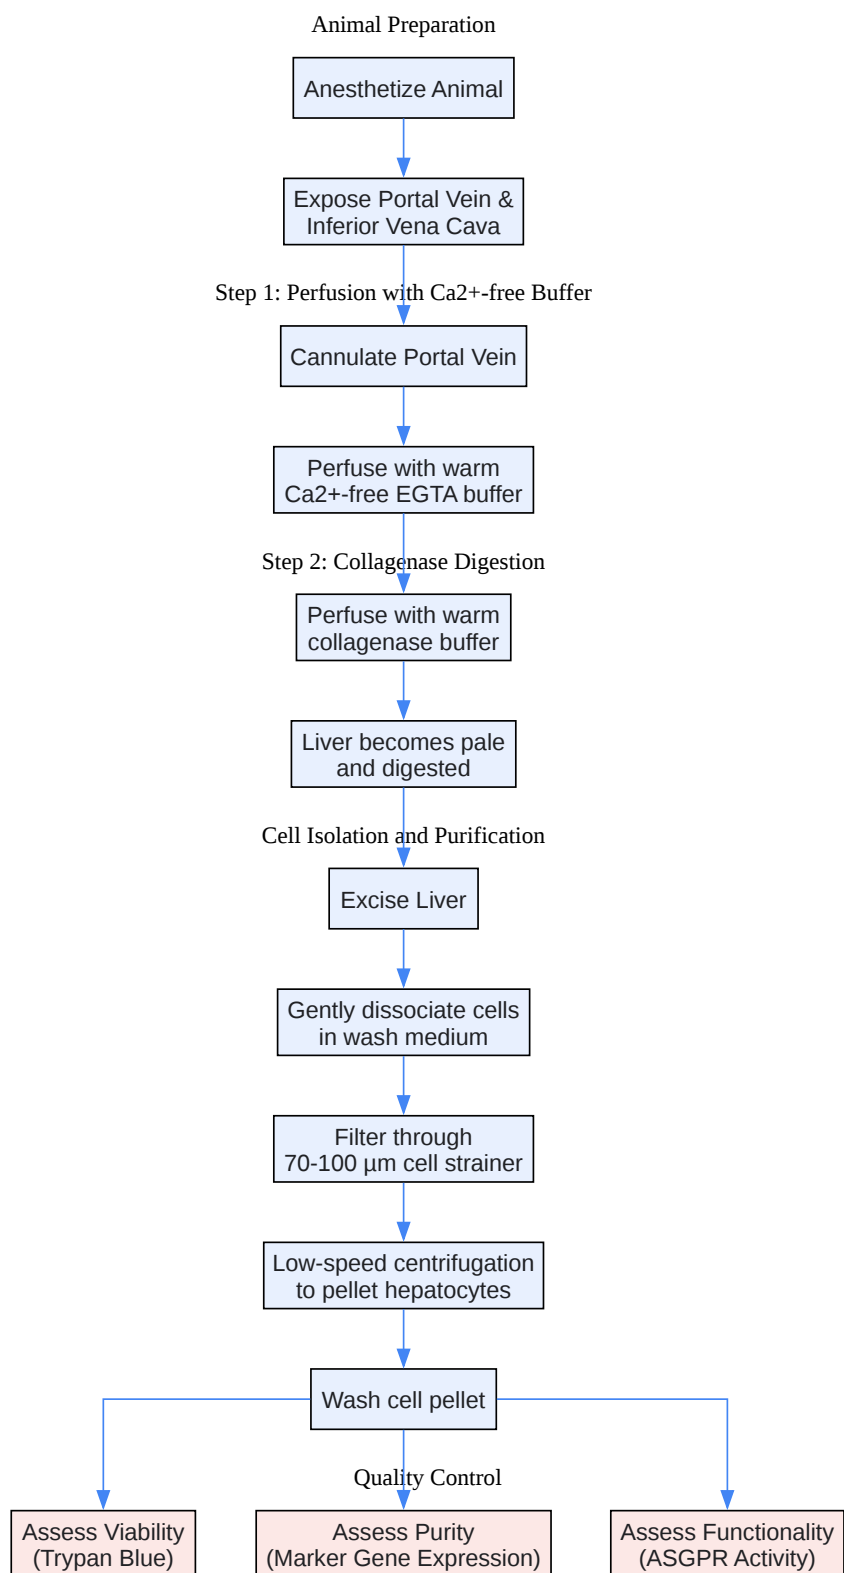 Animal Preparation
Anesthetize Animal
Expose Portal Vein &
Inferior Vena Cava
Step 1: Perfusion with Ca2+-free Buffer
Cannulate Portal Vein
Perfuse with warm
Ca2+-free EGTA buffer
Step 2: Collagenase Digestion
Perfuse with warm
collagenase buffer
Liver becomes pale
and digested
Cell Isolation and Purification
Excise Liver
Gently dissociate cells
in wash medium
Filter through
70-100 µm cell strainer
Low-speed centrifugation
to pellet hepatocytes
Wash cell pellet
Quality Control
Assess Viability
(Trypan Blue)
Assess Purity
(Marker Gene Expression)
Assess Functionality
(ASGPR Activity)